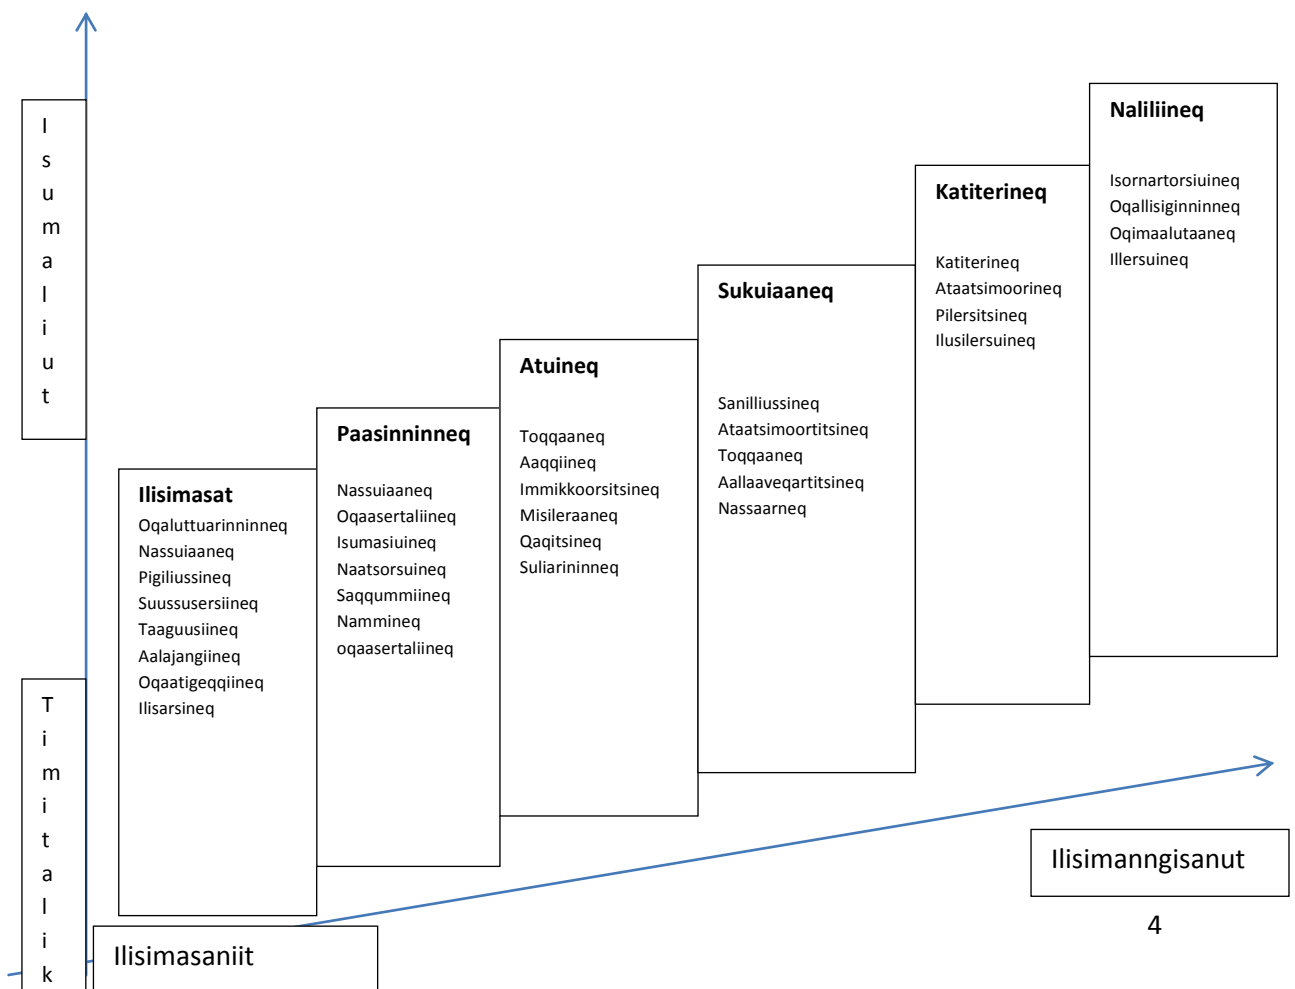 Isumaliut
Timitalik
Ilisimasat
Oqaluttuarinninneq
Nassuiaaneq
Pigiliussineq
Suussusersiineq
Taaguusiineq
Aalajangiineq
Oqaatigeqqiineq
Ilisarsineq
Paasinninneq
Nassuiaaneq
Oqaasertaliineq
Isumasiuineq
Naatsorsuineq
Saqqummiineq
Nammineq
oqaasertaliineq
Atuineq
Toqqaaneq
Aaqqiineq
Immikkoorsitsineq
Misileraaneq
Qaqitsineq
Suliarininneq
Sukuiaaneq
Sanilliussineq
Ataatsimoortitsineq
Toqqaaneq
Aallaaveqartitsineq
Nassaarneq
Katiterineq
Katiterineq
Ataatsimoorineq
Pilersitsineq
Ilusilersuineq
Naliliineq
Isornartorsiuineq
Oqallisiginninneq
Oqimaalutaaneq
Illersuineq
Ilisimasaniit
Ilisimanngisanut
4